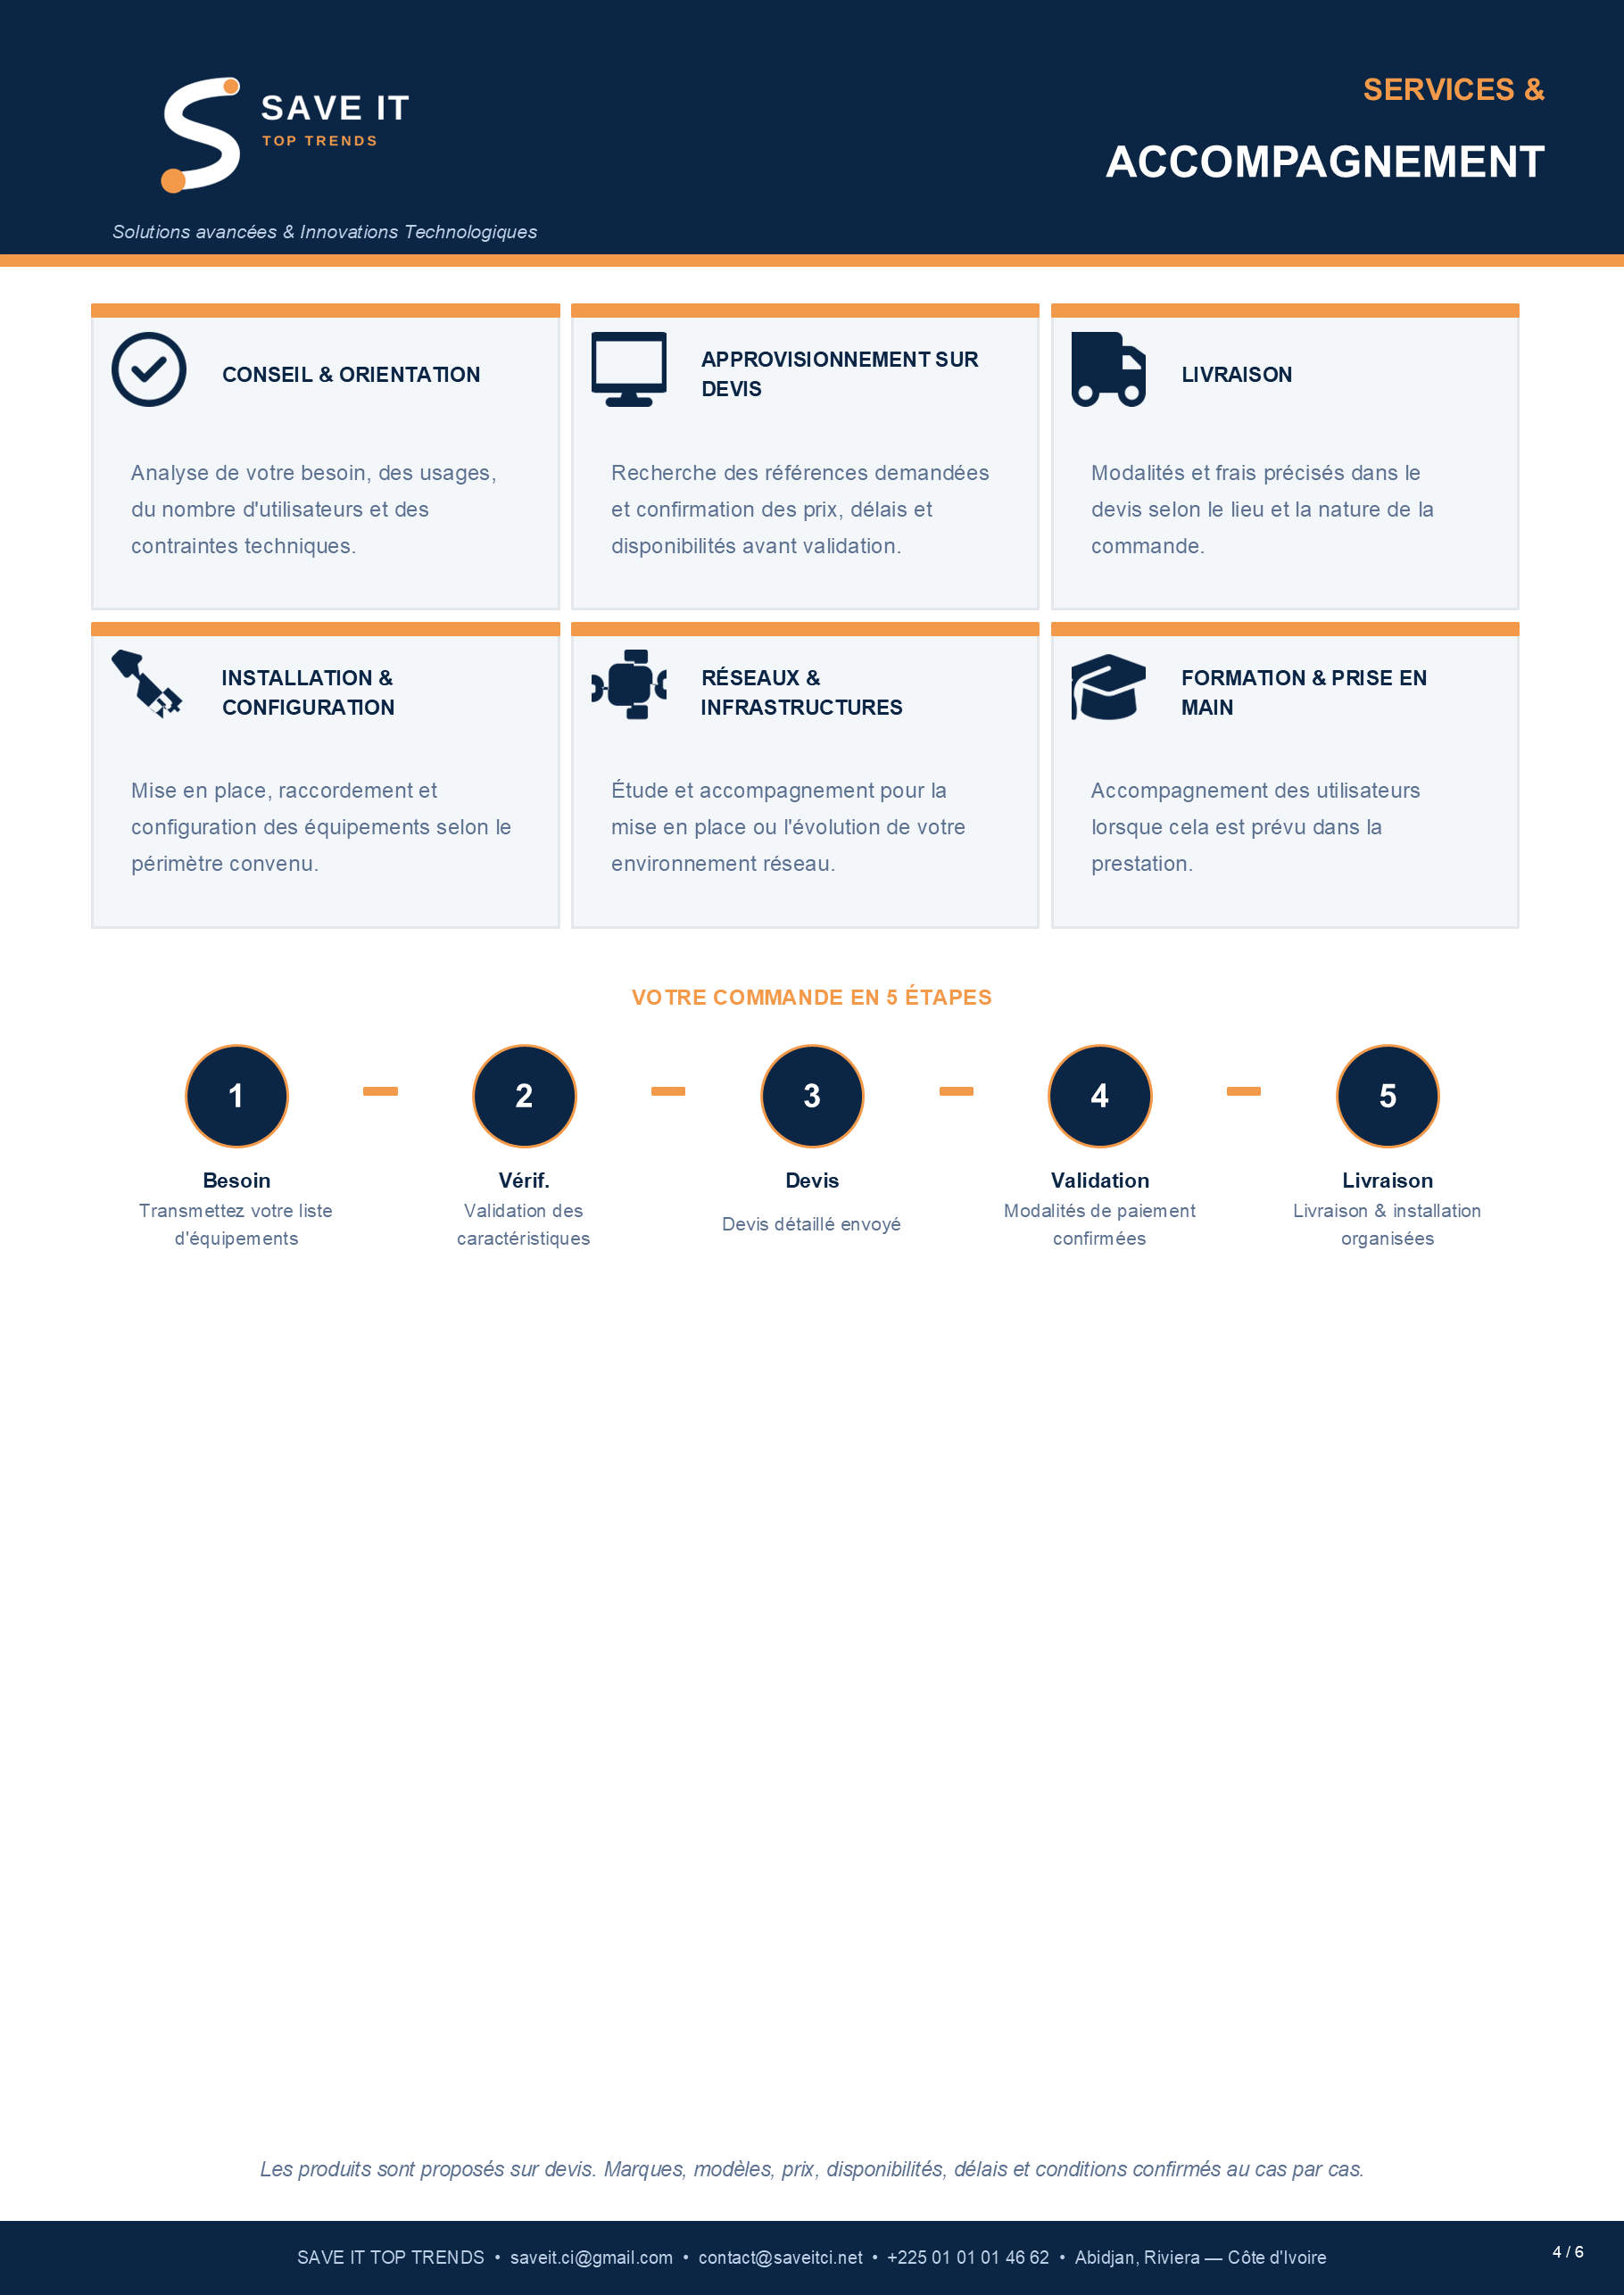 SAVE IT
TOP TRENDS
Solutions avancées & Innovations Technologiques
SERVICES &
ACCOMPAGNEMENT
CONSEIL & ORIENTATION
Analyse de votre besoin, des usages,
du nombre d'utilisateurs et des
contraintes techniques.
APPROVISIONNEMENT SUR
DEVIS
Recherche des références demandées
et confirmation des prix, délais et
disponibilités avant validation.
LIVRAISON
Modalités et frais précisés dans le
devis selon le lieu et la nature de la
commande.
INSTALLATION &
CONFIGURATION
Mise en place, raccordement et
configuration des équipements selon le
périmètre convenu.
RÉSEAUX &
INFRASTRUCTURES
Étude et accompagnement pour la
mise en place ou l'évolution de votre
environnement réseau.
FORMATION & PRISE EN
MAIN
Accompagnement des utilisateurs
lorsque cela est prévu dans la
prestation.
VOTRE COMMANDE EN 5 ÉTAPES
1
Besoin
Transmettez votre liste
d'équipements
2
Vérif.
Validation des
caractéristiques
3
Devis
Devis détaillé envoyé
4
Validation
Modalités de paiement
confirmées
5
Livraison
Livraison & installation
organisées
Les produits sont proposés sur devis. Marques, modèles, prix, disponibilités, délais et conditions confirmés au cas par cas.
SAVE IT TOP TRENDS • saveit.ci@gmail.com • contact@saveitci.net • +225 01 01 01 46 62 • Abidjan, Riviera — Côte d'Ivoire
4 / 6